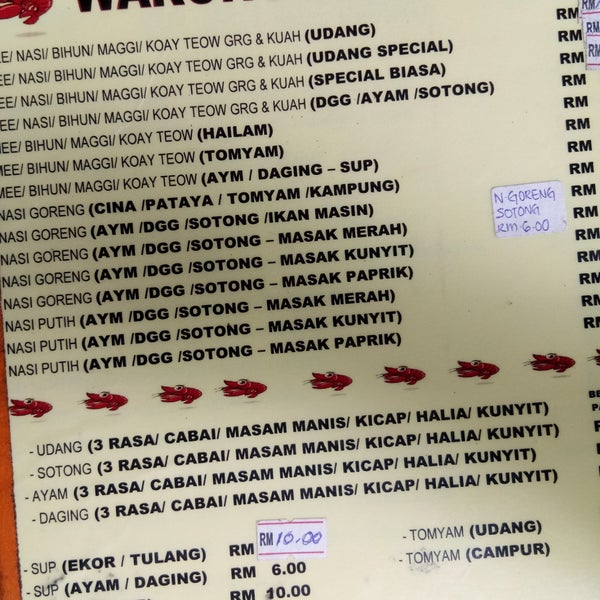 EE/ NASI/ BIHUN/ MAGGI/ KOAY TEOW GRG & KUAH (UDANG) RM
EE/ NASI/ BIHUN/ MAGGI/ KOAY TEOW GRG & KUAH (UDANG SPECIAL) RM
EE/ NASI/ BIHUN/ MAGGI/ KOAY TEOW GRG & KUAH (SPECIAL BIASA) RM
EE/ NASI/ BIHUN/ MAGGI/ KOAY TEOW GRG & KUAH (DGG /AYAM /SOTONG) RM
MEE/ BIHUN/ MAGGI/ KOAY TEOW (HAILAM) RM
MEE/ BIHUN/ MAGGI/ KOAY TEOW (TOMYAM) RM
MEE/ BIHUN/ MAGGI/ KOAY TEOW (AYM / DAGING – SUP) RM
NASI GORENG (CINA /PATAYA / TOMYAM /KAMPUNG) RM
NASI GORENG (AYM /DGG /SOTONG /IKAN MASIN) RM
NASI GORENG (AYM /DGG /SOTONG – MASAK MERAH) RM
NASI GORENG (AYM /DGG /SOTONG – MASAK KUNYIT) RM
NASI GORENG (AYM /DGG /SOTONG – MASAK PAPRIK) RM
NASI PUTIH (AYM /DGG /SOTONG – MASAK MERAH) RM
NASI PUTIH (AYM /DGG /SOTONG – MASAK KUNYIT) RM
NASI PUTIH (AYM /DGG /SOTONG – MASAK PAPRIK) RM
N. GORENG
SOTONG
RM 6.00
- UDANG (3 RASA/ CABAI/ MASAM MANIS/ KICAP/ HALIA/ KUNYIT)
- SOTONG (3 RASA/ CABAI/ MASAM MANIS/ KICAP/ HALIA/ KUNYIT)
- AYAM (3 RASA/ CABAI/ MASAM MANIS/ KICAP/ HALIA/ KUNYIT)
- DAGING (3 RASA/ CABAI/ MASAM MANIS/ KICAP/ HALIA/ KUNYIT)
- SUP (EKOR / TULANG) RM RM 10.00
- SUP (AYAM / DAGING) RM 6.00
RM 10.00
- TOMYAM (UDANG)
- TOMYAM (CAMPUR)